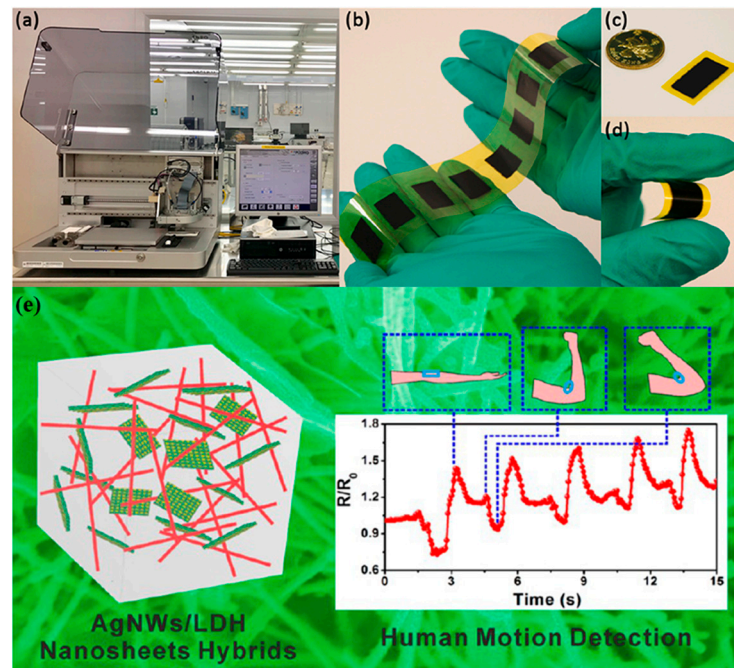 (a)
(b)
(c)
(d)
(e)
AgNWs/LDH
Nanosheets Hybrids
R/R0
1.8
1.5
1.2
0.9
0.6
0
3
6
9
12
15
Time (s)
Human Motion Detection